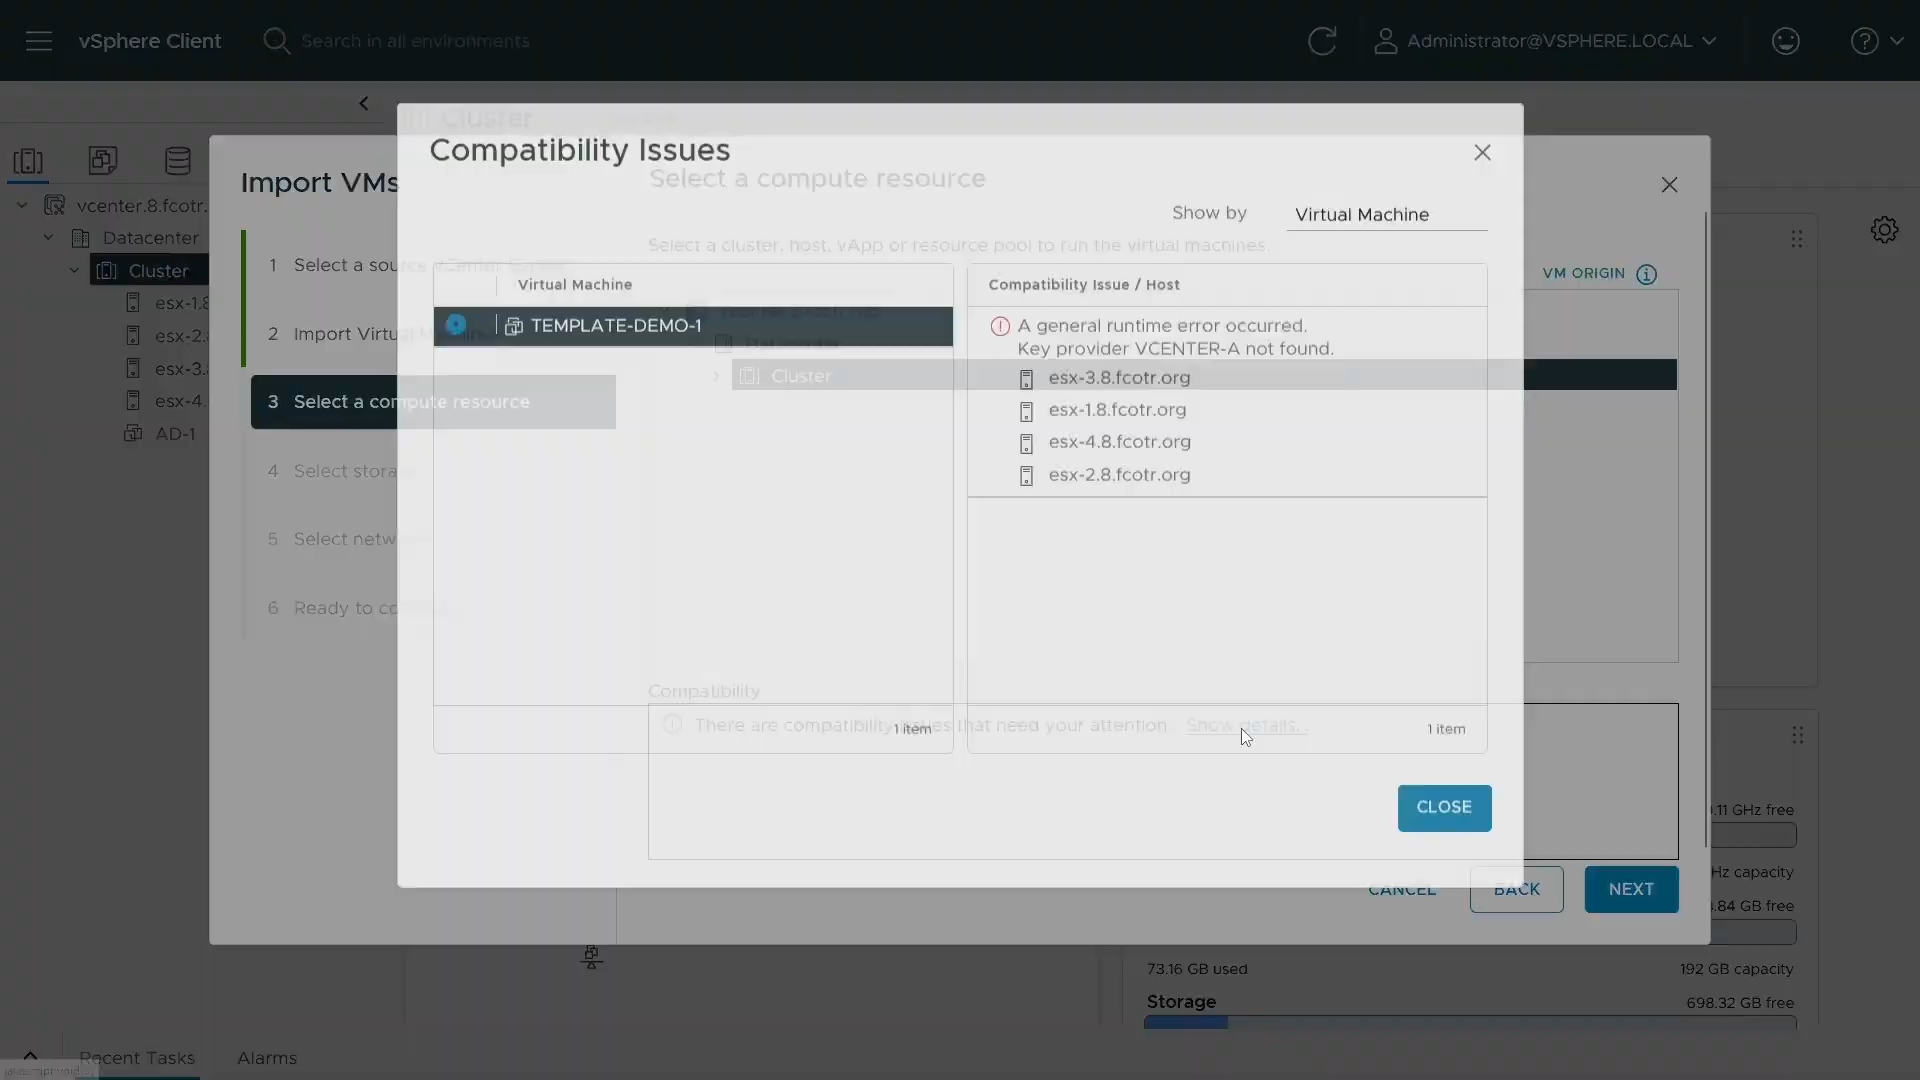 vSphere Client
Search in all environments
Administrator@VSPHERE.LOCAL
Cluster
Compatibility Issues
Import VMs
Select a compute resource
Show by
Virtual Machine
vcenter.8.fcotr.
Datacenter
Cluster
esx-1.8
esx-2.
esx-3.
esx-4.
AD-1
Select a cluster, host, vApp or resource pool to run the virtual machines.
1 Select a source vCenter
2 Import Virtual
3 Select a compute resource
4 Select stora
5 Select netw
6 Ready to co
VM ORIGIN
Virtual Machine
Compatibility Issue / Host
TEMPLATE-DEMO-1
A general runtime error occurred.
Key provider VCENTER-A not found.
Cluster
esx-3.8.fcotr.org
esx-1.8.fcotr.org
esx-4.8.fcotr.org
esx-2.8.fcotr.org
Compatibility
There are compatibility issues that need your attention
Show details..
1 item
1 item
CLOSE
CANCEL
BACK
NEXT
.11 GHz free
Hz capacity
.84 GB free
73.16 GB used
192 GB capacity
Storage
698.32 GB free
Recent Tasks
Alarms